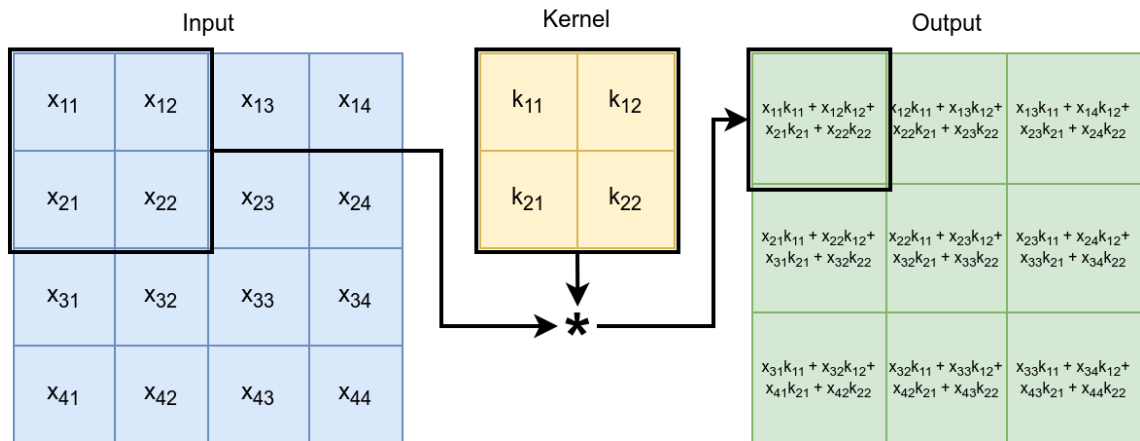 Input Kernel Output
x11 x12 x13 x14
x21 x22 x23 x24
x31 x32 x33 x34
x41 x42 x43 x44
k11 k12
k21 k22
*
x11k11 + x12k12+ x12k11 + x13k12+ x13k11 + x14k12+
x21k21 + x22k22 x22k21 + x23k22 x23k21 + x24k22
x21k11 + x22k12+ x22k11 + x23k12+ x23k11 + x24k12+
x31k21 + x32k22 x32k21 + x33k22 x33k21 + x34k22
x31k11 + x32k12+ x32k11 + x33k12+ x33k11 + x34k12+
x41k21 + x42k22 x42k21 + x43k22 x43k21 + x44k22